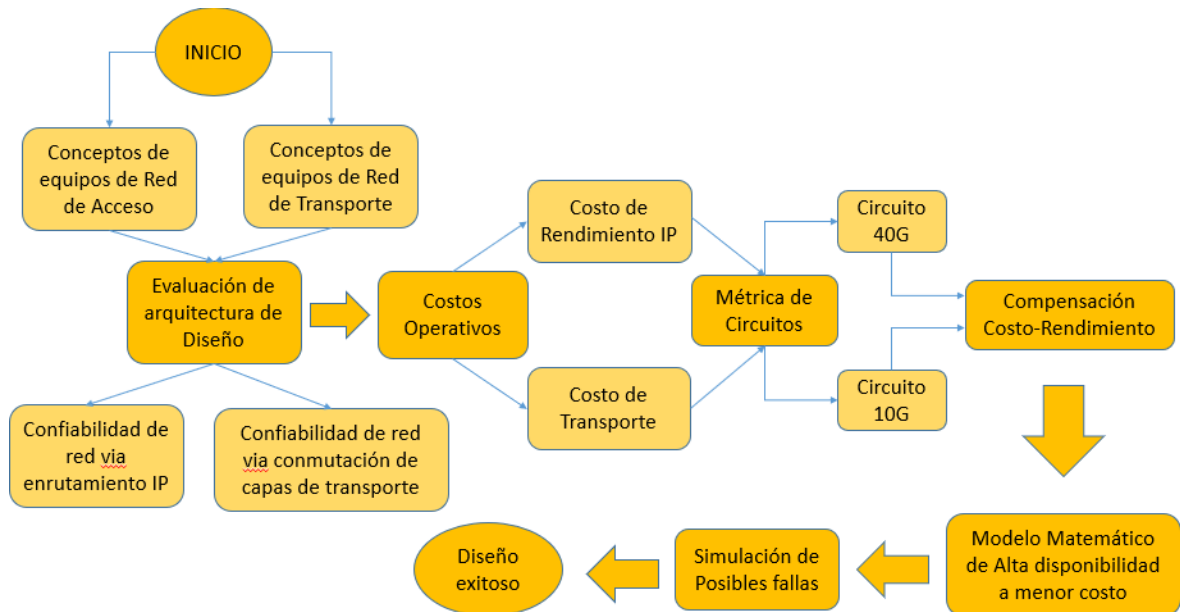 INICIO
Conceptos de
equipos de Red
de Acceso
Conceptos de
equipos de Red
de Transporte
Evaluación de
arquitectura de
Diseño
Confiabilidad de
red via
enrutamiento IP
Confiabilidad de red
via conmutación de
capas de transporte
Costos
Operativos
Costo de
Rendimiento IP
Costo de
Transporte
Métrica de
Circuitos
Circuito
40G
Circuito
10G
Compensación
Costo-Rendimiento
Modelo Matemático
de Alta disponibilidad
a menor costo
Simulación de
Posibles fallas
Diseño
exitoso